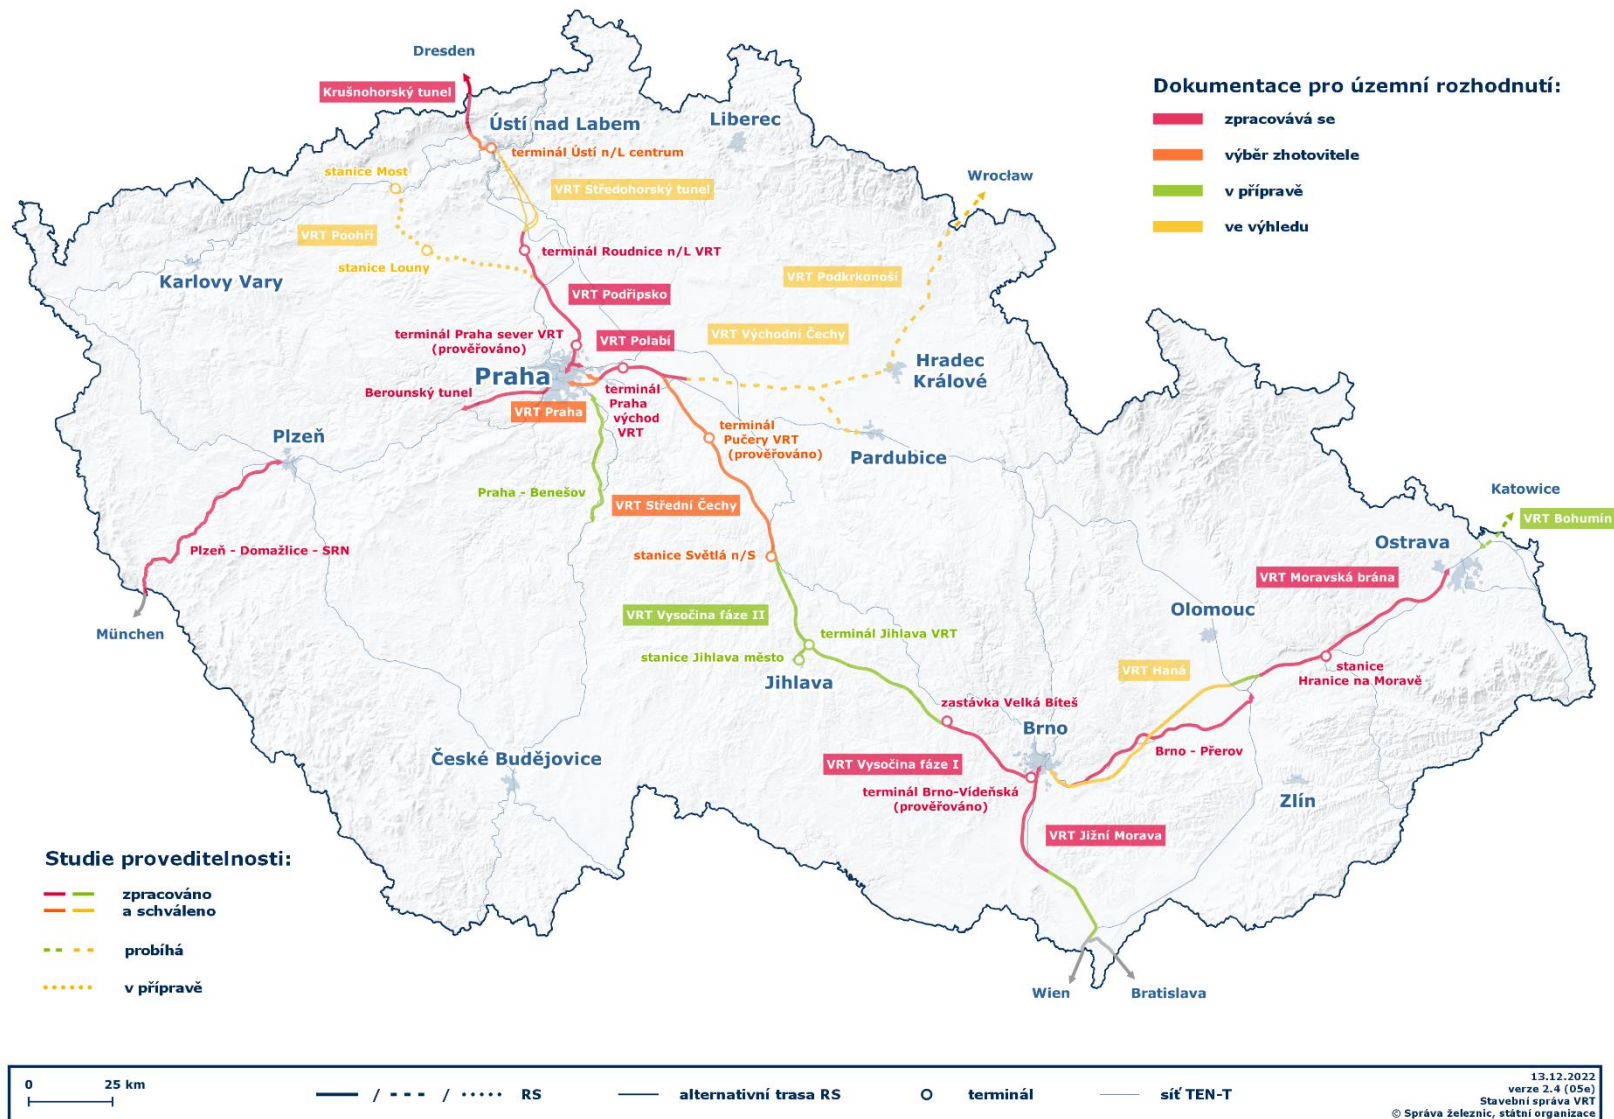 Dresden
Krušnohorský tunel
Ústí nad Labem
terminál Ústí n/L centrum
Liberec
stanice Most
VRT Středohorský tunel
Wrocław
VRT Poohří
stanice Louny
terminál Roudnice n/L VRT
Karlovy Vary
VRT Podkrkonoší
VRT Podřipsko
terminál Praha sever VRT
(prověřováno)
VRT Polabí
VRT Východní Čechy
Hradec
Králové
Praha
Berounský tunel
terminál
Praha
východ
VRT
VRT Praha
terminál
Pučery VRT
(prověřováno)
Pardubice
Plzeň
Praha - Benešov
VRT Střední Čechy
Katowice
VRT Bohumín
Ostrava
Plzeň - Domažlice - SRN
stanice Světlá n/S
VRT Moravská brána
München
VRT Vysočina fáze II
terminál Jihlava VRT
Olomouc
stanice Jihlava město
Jihlava
VRT Haná
stanice
Hranice na Moravě
zastávka Velká Bíteš
Brno
Brno - Přerov
České Budějovice
VRT Vysočina fáze I
terminál Brno-Vídeňská
(prověřováno)
Zlín
VRT Jižní Morava
Wien
Bratislava
Dokumentace pro územní rozhodnutí:
zpracovává se
výběr zhotovitele
v přípravě
ve výhledu
Studie proveditelnosti:
zpracováno
a schváleno
probíhá
v přípravě
0 25 km
/ / RS
alternativní trasa RS
terminál
síť TEN-T
13.12.2022
verze 2.4 (05e)
Stavební správa VRT
© Správa železnic, státní organizace